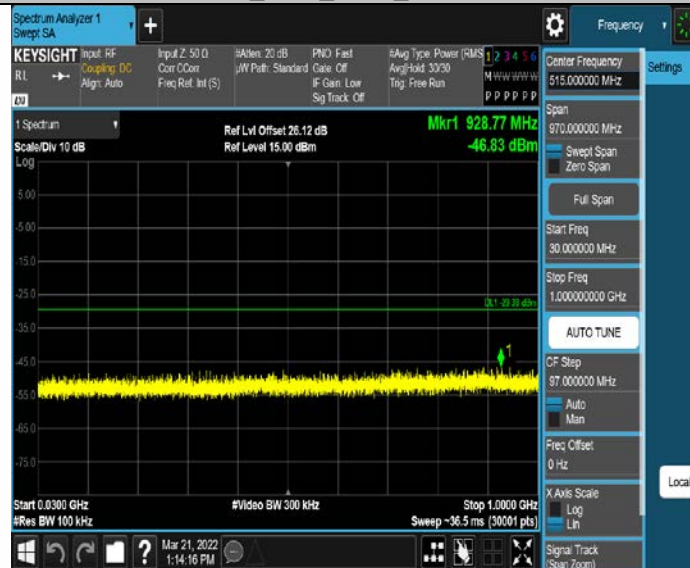 Spectrum Analyzer 1
Swept SA
+
Frequency
KEYSIGHT
RL
Input: RF
Coupling: DC
Align: Auto
Input Z: 50 Ω
Corr CCorr
Freq Ref: Int (S)
#Atten: 20 dB
µW Path: Standard
PNO: Fast
Gate: Off
IF Gain: Low
Sig Track: Off
#Avg Type: Power (RMS
Avg|Hold: 30/30
Trig: Free Run
1 2 3 4 5 6
M W W W W W
P P P P P P
1 Spectrum
Scale/Div 10 dB
Log
Ref Lvl Offset 26.12 dB
Ref Level 15.00 dBm
Mkr1 928.77 MHz
-46.83 dBm
5.00
-5.00
-15.0
-25.0
-35.0
-45.0
-55.0
-65.0
-75.0
1
Start 0.0300 GHz
#Res BW 100 kHz
#Video BW 300 kHz
Stop 1.0000 GHz
Sweep ~36.5 ms (30001 pts)
?
Mar 21, 2022
1:14:16 PM
Center Frequency
515.000000 MHz
Span
970.000000 MHz
Swept Span
Zero Span
Full Span
Start Freq
30.000000 MHz
Stop Freq
1.000000000 GHz
AUTO TUNE
CF Step
97.000000 MHz
Auto
Man
Freq Offset
0 Hz
X Axis Scale
Log
Lin
Signal Track
(Span Zoom)
Settings
Local